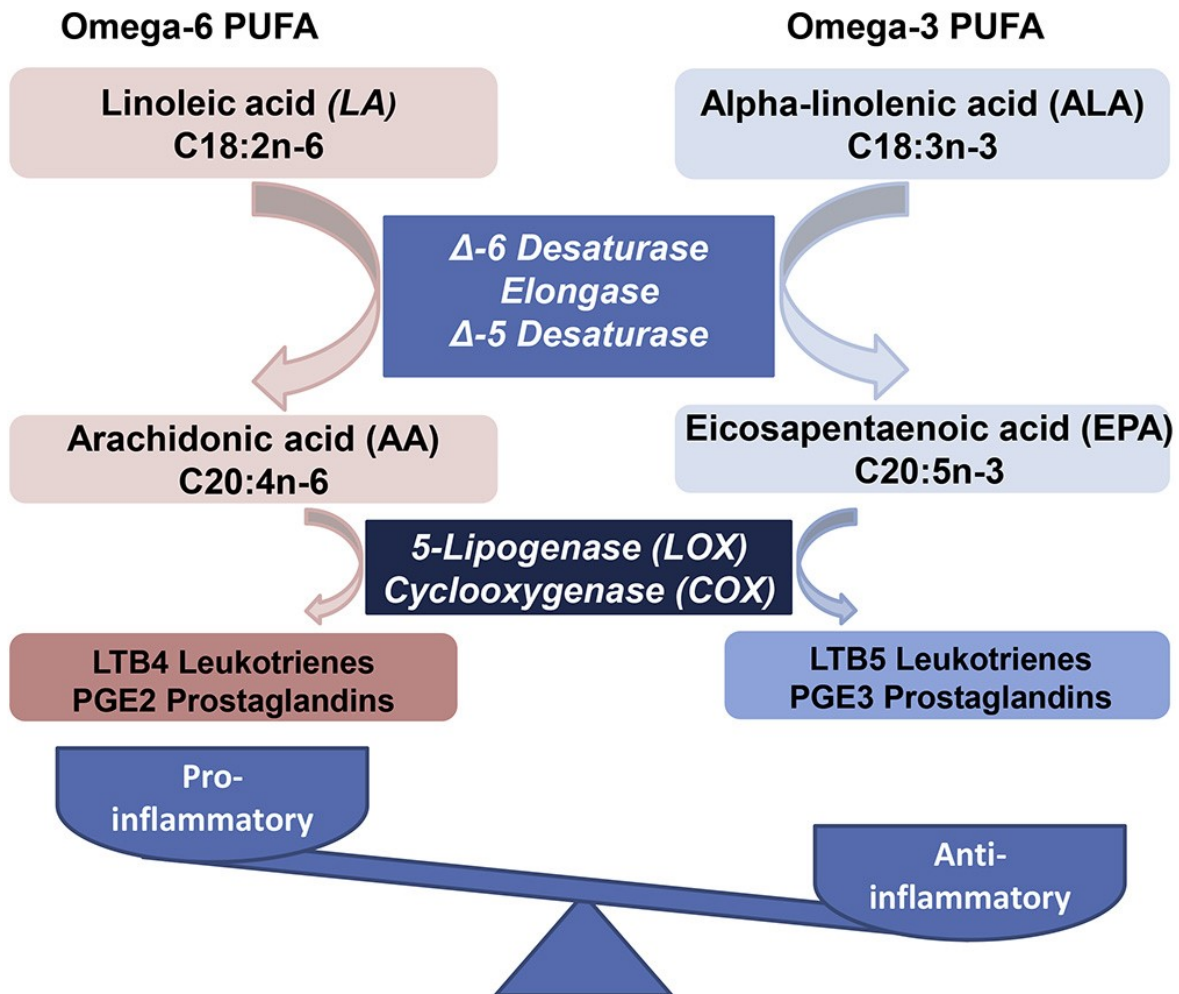 Omega-6 PUFA
Omega-3 PUFA
Linoleic acid (LA)
C18:2n-6
Alpha-linolenic acid (ALA)
C18:3n-3
Δ-6 Desaturase
Elongase
Δ-5 Desaturase
Arachidonic acid (AA)
C20:4n-6
Eicosapentaenoic acid (EPA)
C20:5n-3
5-Lipogenase (LOX)
Cyclooxygenase (COX)
LTB4 Leukotrienes
PGE2 Prostaglandins
LTB5 Leukotrienes
PGE3 Prostaglandins
Pro-
inflammatory
Anti-
inflammatory